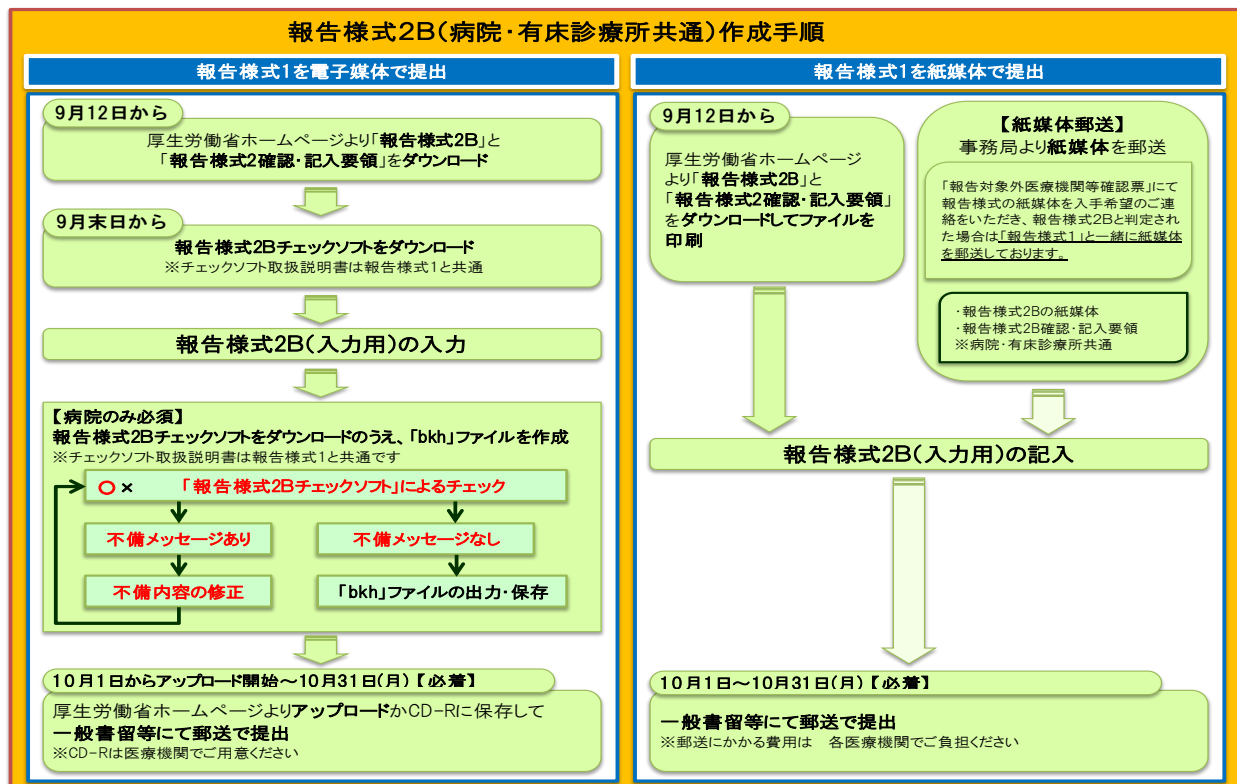 報告様式2B(病院・有床診療所共通)作成手順
報告様式1を電子媒体で提出
9月12日から
厚生労働省ホームページより「報告様式2B」と
「報告様式2確認・記入要領」をダウンロード
9月末日から
報告様式2Bチェックソフトをダウンロード
※チェックソフト取扱説明書は報告様式1と共通
報告様式2B(入力用)の入力
【病院のみ必須】
報告様式2Bチェックソフトをダウンロードのうえ、「bkh」ファイルを作成
※チェックソフト取扱説明書は報告様式1と共通です
○×　「報告様式2Bチェックソフト」によるチェック
不備メッセージあり
不備メッセージなし
不備内容の修正
「bkh」ファイルの出力・保存
10月1日からアップロード開始～10月31日(月)【必着】
厚生労働省ホームページよりアップロードかCD-Rに保存して
一般書留等にて郵送で提出
※CD-Rは医療機関でご用意ください
報告様式1を紙媒体で提出
9月12日から
厚生労働省ホームページ
より「報告様式2B」と
「報告様式2確認・記入要領」
をダウンロードしてファイルを
印刷
【紙媒体郵送】
事務局より紙媒体を郵送
「報告対象外医療機関等確認票」にて
報告様式の紙媒体を入手希望のご連
絡をいただき、報告様式2Bと判定され
た場合は「報告様式1」と一緒に紙媒体
を郵送しております。
・報告様式2Bの紙媒体
・報告様式2B確認・記入要領
※病院・有床診療所共通
報告様式2B(入力用)の記入
10月1日～10月31日(月)【必着】
一般書留等にて郵送で提出
※郵送にかかる費用は　各医療機関でご負担ください